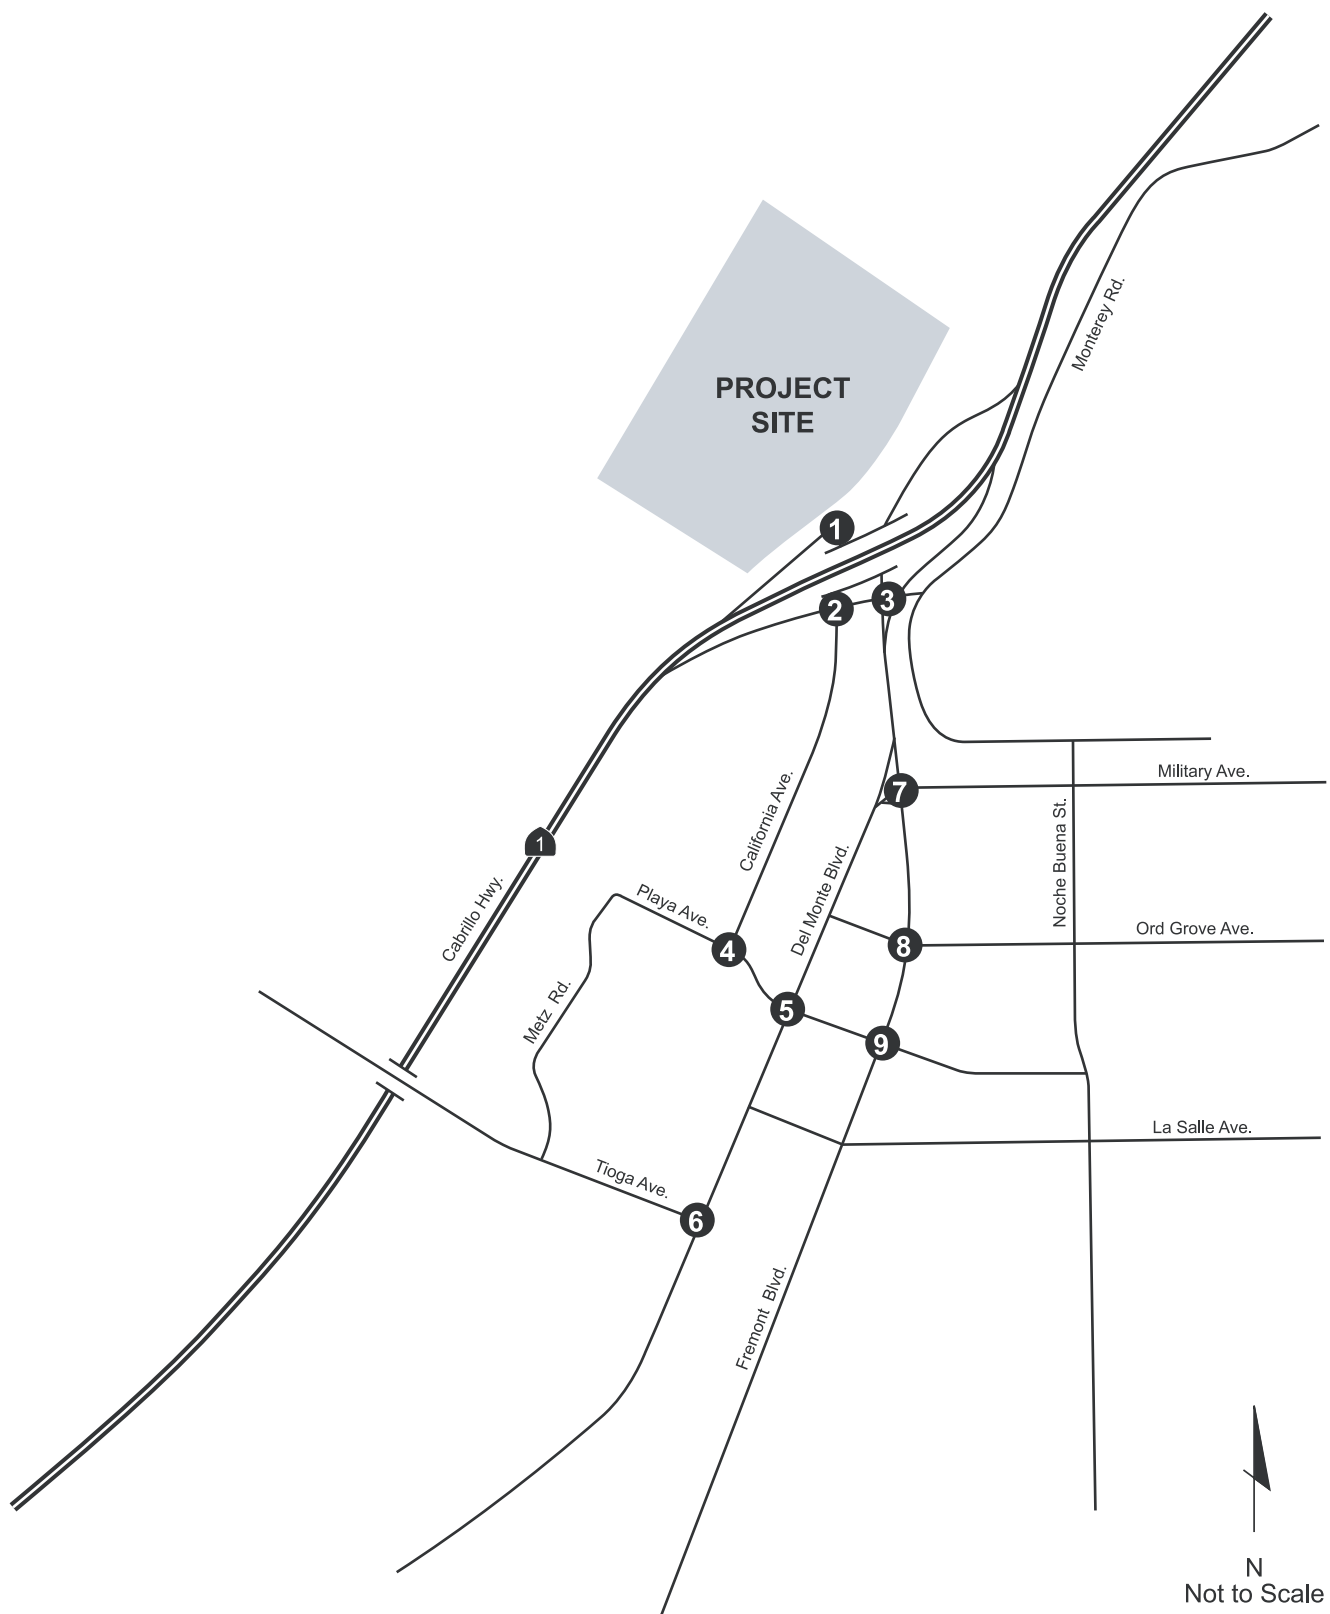 Monterey Rd.
PROJECT
SITE
1
2
3
Military Ave.
7
California Ave.
Noche Buena St.
1
Del Monte Blvd.
Playa Ave.
Cabrillo Hwy.
Ord Grove Ave.
4
8
Metz Rd.
5
9
La Salle Ave.
Tioga Ave.
6
Fremont Blvd.
N
Not to Scale